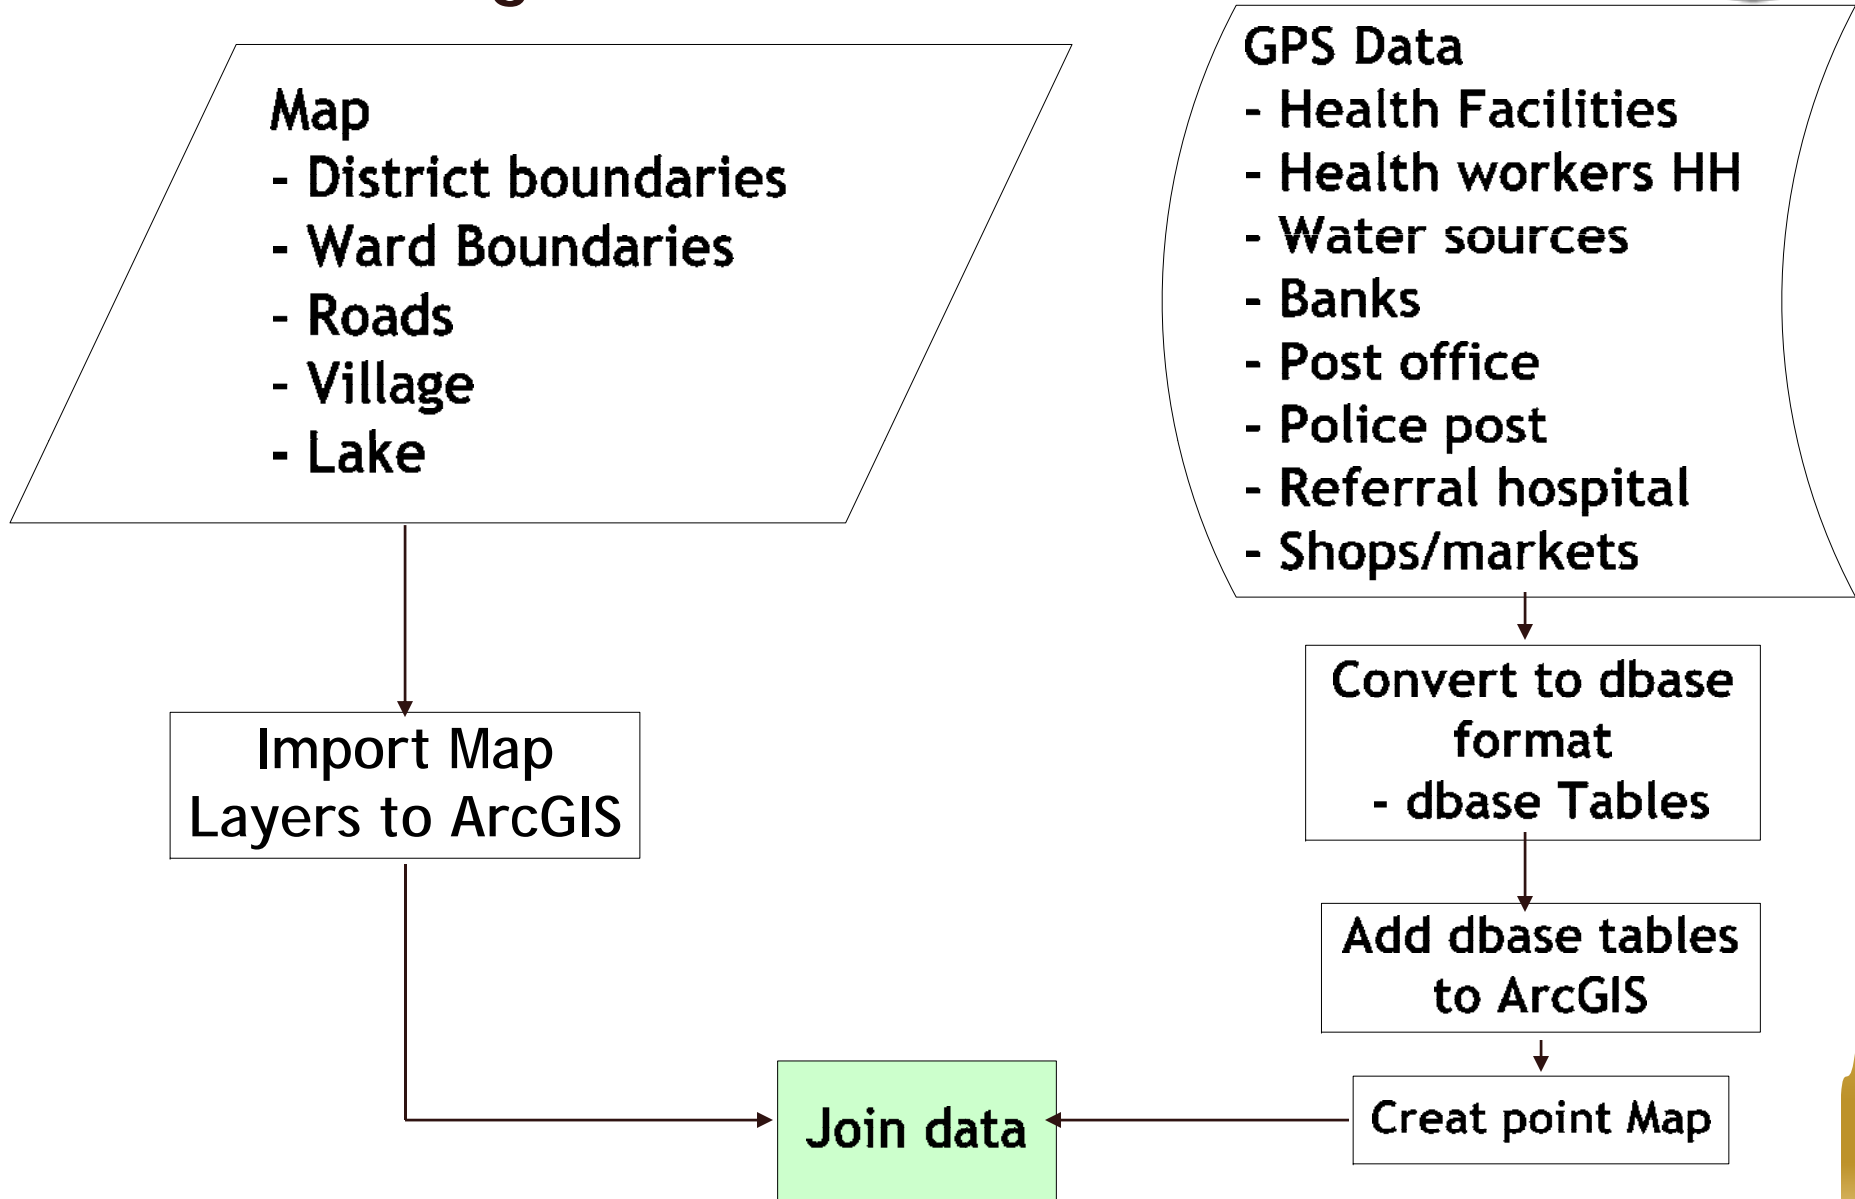 Map
- District boundaries
- Ward Boundaries
- Roads
- Village
- Lake
Import Map
Layers to ArcGIS
GPS Data
- Health Facilities
- Health workers HH
- Water sources
- Banks
- Post office
- Police post
- Referral hospital
- Shops/markets
Convert to dbase
format
- dbase Tables
Add dbase tables
to ArcGIS
Creat point Map
Join data